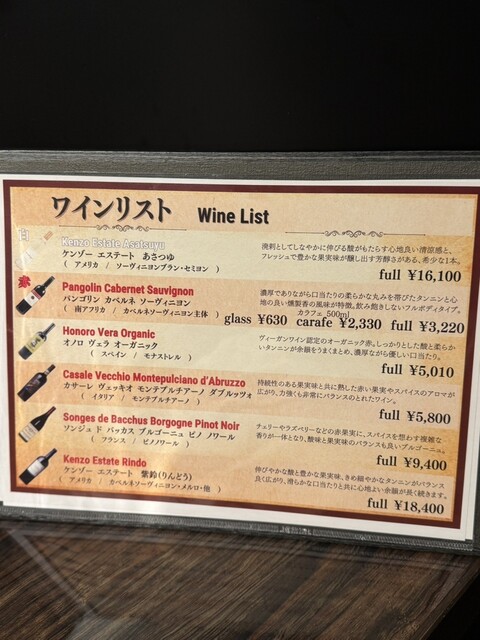 ワインリスト Wine List
白
Kenzo Estate Asatsuyu
ケンゾー エステート あさつゆ
( アメリカ / ソーヴィニヨンブラン・セミヨン )
溌剌としてしなやかに伸びる酸がもたらす心地良い清涼感と、
フレッシュで豊かな果実味が醸し出す芳醇さがある、希少な1本。
full ¥16,100
赤
Pangolin Cabernet Sauvignon
パンゴリン カベルネ ソーヴィニヨン
( 南アフリカ / カベルネソーヴィニヨン主体 )
濃厚でありながら口当たりの柔らかな丸みを帯びたタンニンと心
地の良い燻製香の風味が特徴。飲み飽きしないフルボディタイプ。
カラフェ 500ml
glass ¥630 carafe ¥2,330 full ¥3,220
Honoro Vera Organic
オノロ ヴェラ オーガニック
( スペイン / モナストレル )
ヴィーガンワイン認定のオーガニック赤。しっかりとした酸と柔らか
いタンニンが余韻をうまくまとめ、濃厚ながら優しい口当たり。
full ¥5,010
Casale Vecchio Montepulciano d'Abruzzo
カサーレ ヴェッキオ モンテプルチアーノ ダブルッツォ
( イタリア / モンテプルチアーノ )
持続性のある果実味と共に熟した赤い果実やスパイスのアロマが
広がり、力強くも非常にバランスのとれたワイン。
full ¥5,800
Songes de Bacchus Borgogne Pinot Noir
ソンジュ ド バッカス ブルゴーニュ ピノ ノワール
( フランス / ピノノワール )
チェリーやラズベリーなどの赤果実に、スパイスを想わす複雑な
香りが一体となり、酸味と果実味のバランスも良いブルゴーニュ。
full ¥9,400
Kenzo Estete Rindo
ケンゾー エステート 紫鈴(りんどう)
( アメリカ / カベルネソーヴィニヨン・メルロ・他 )
伸びやかな酸と豊かな果実味、きめ細やかなタンニンがバランス
良く広がり、滑らかな口当たりと共に心地よい余韻が長く続きます。
full ¥18,400